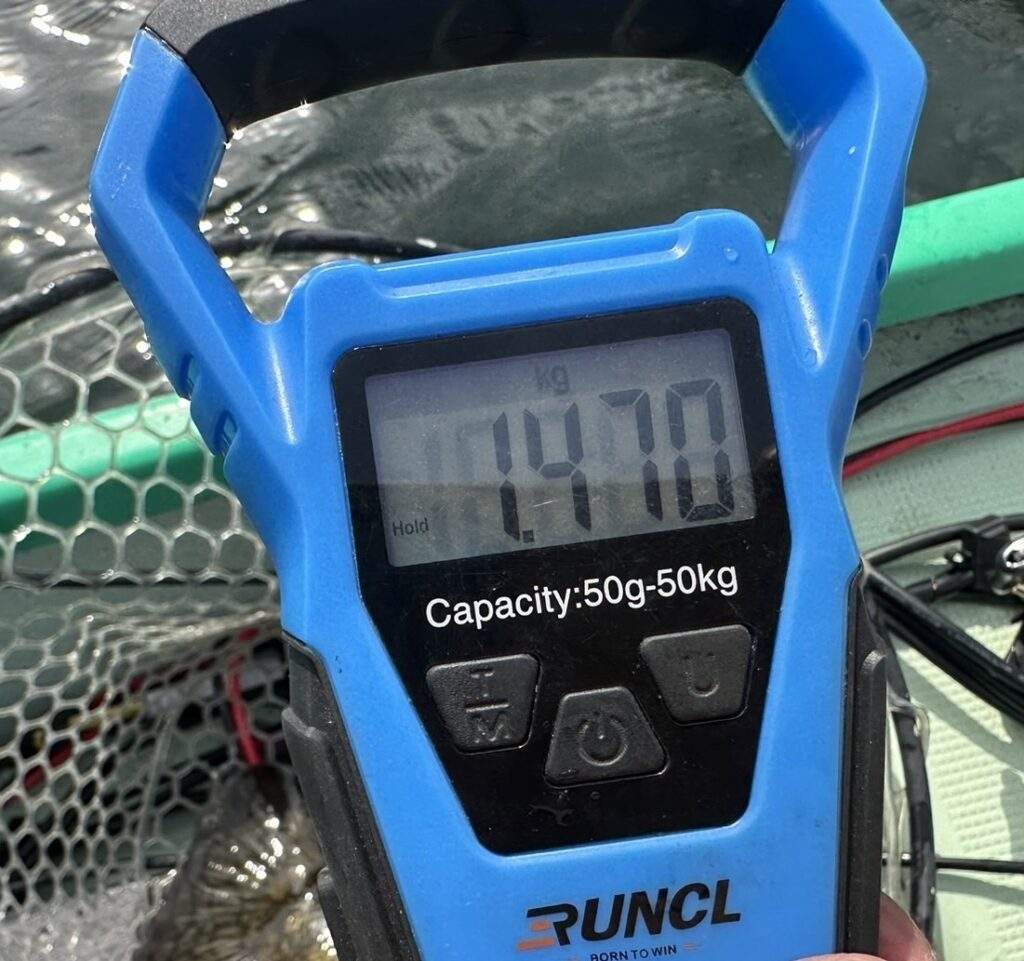 kg
1.470
Hold
Capacity:50g-50kg
T
M
RUNCL
BORN TO WIN